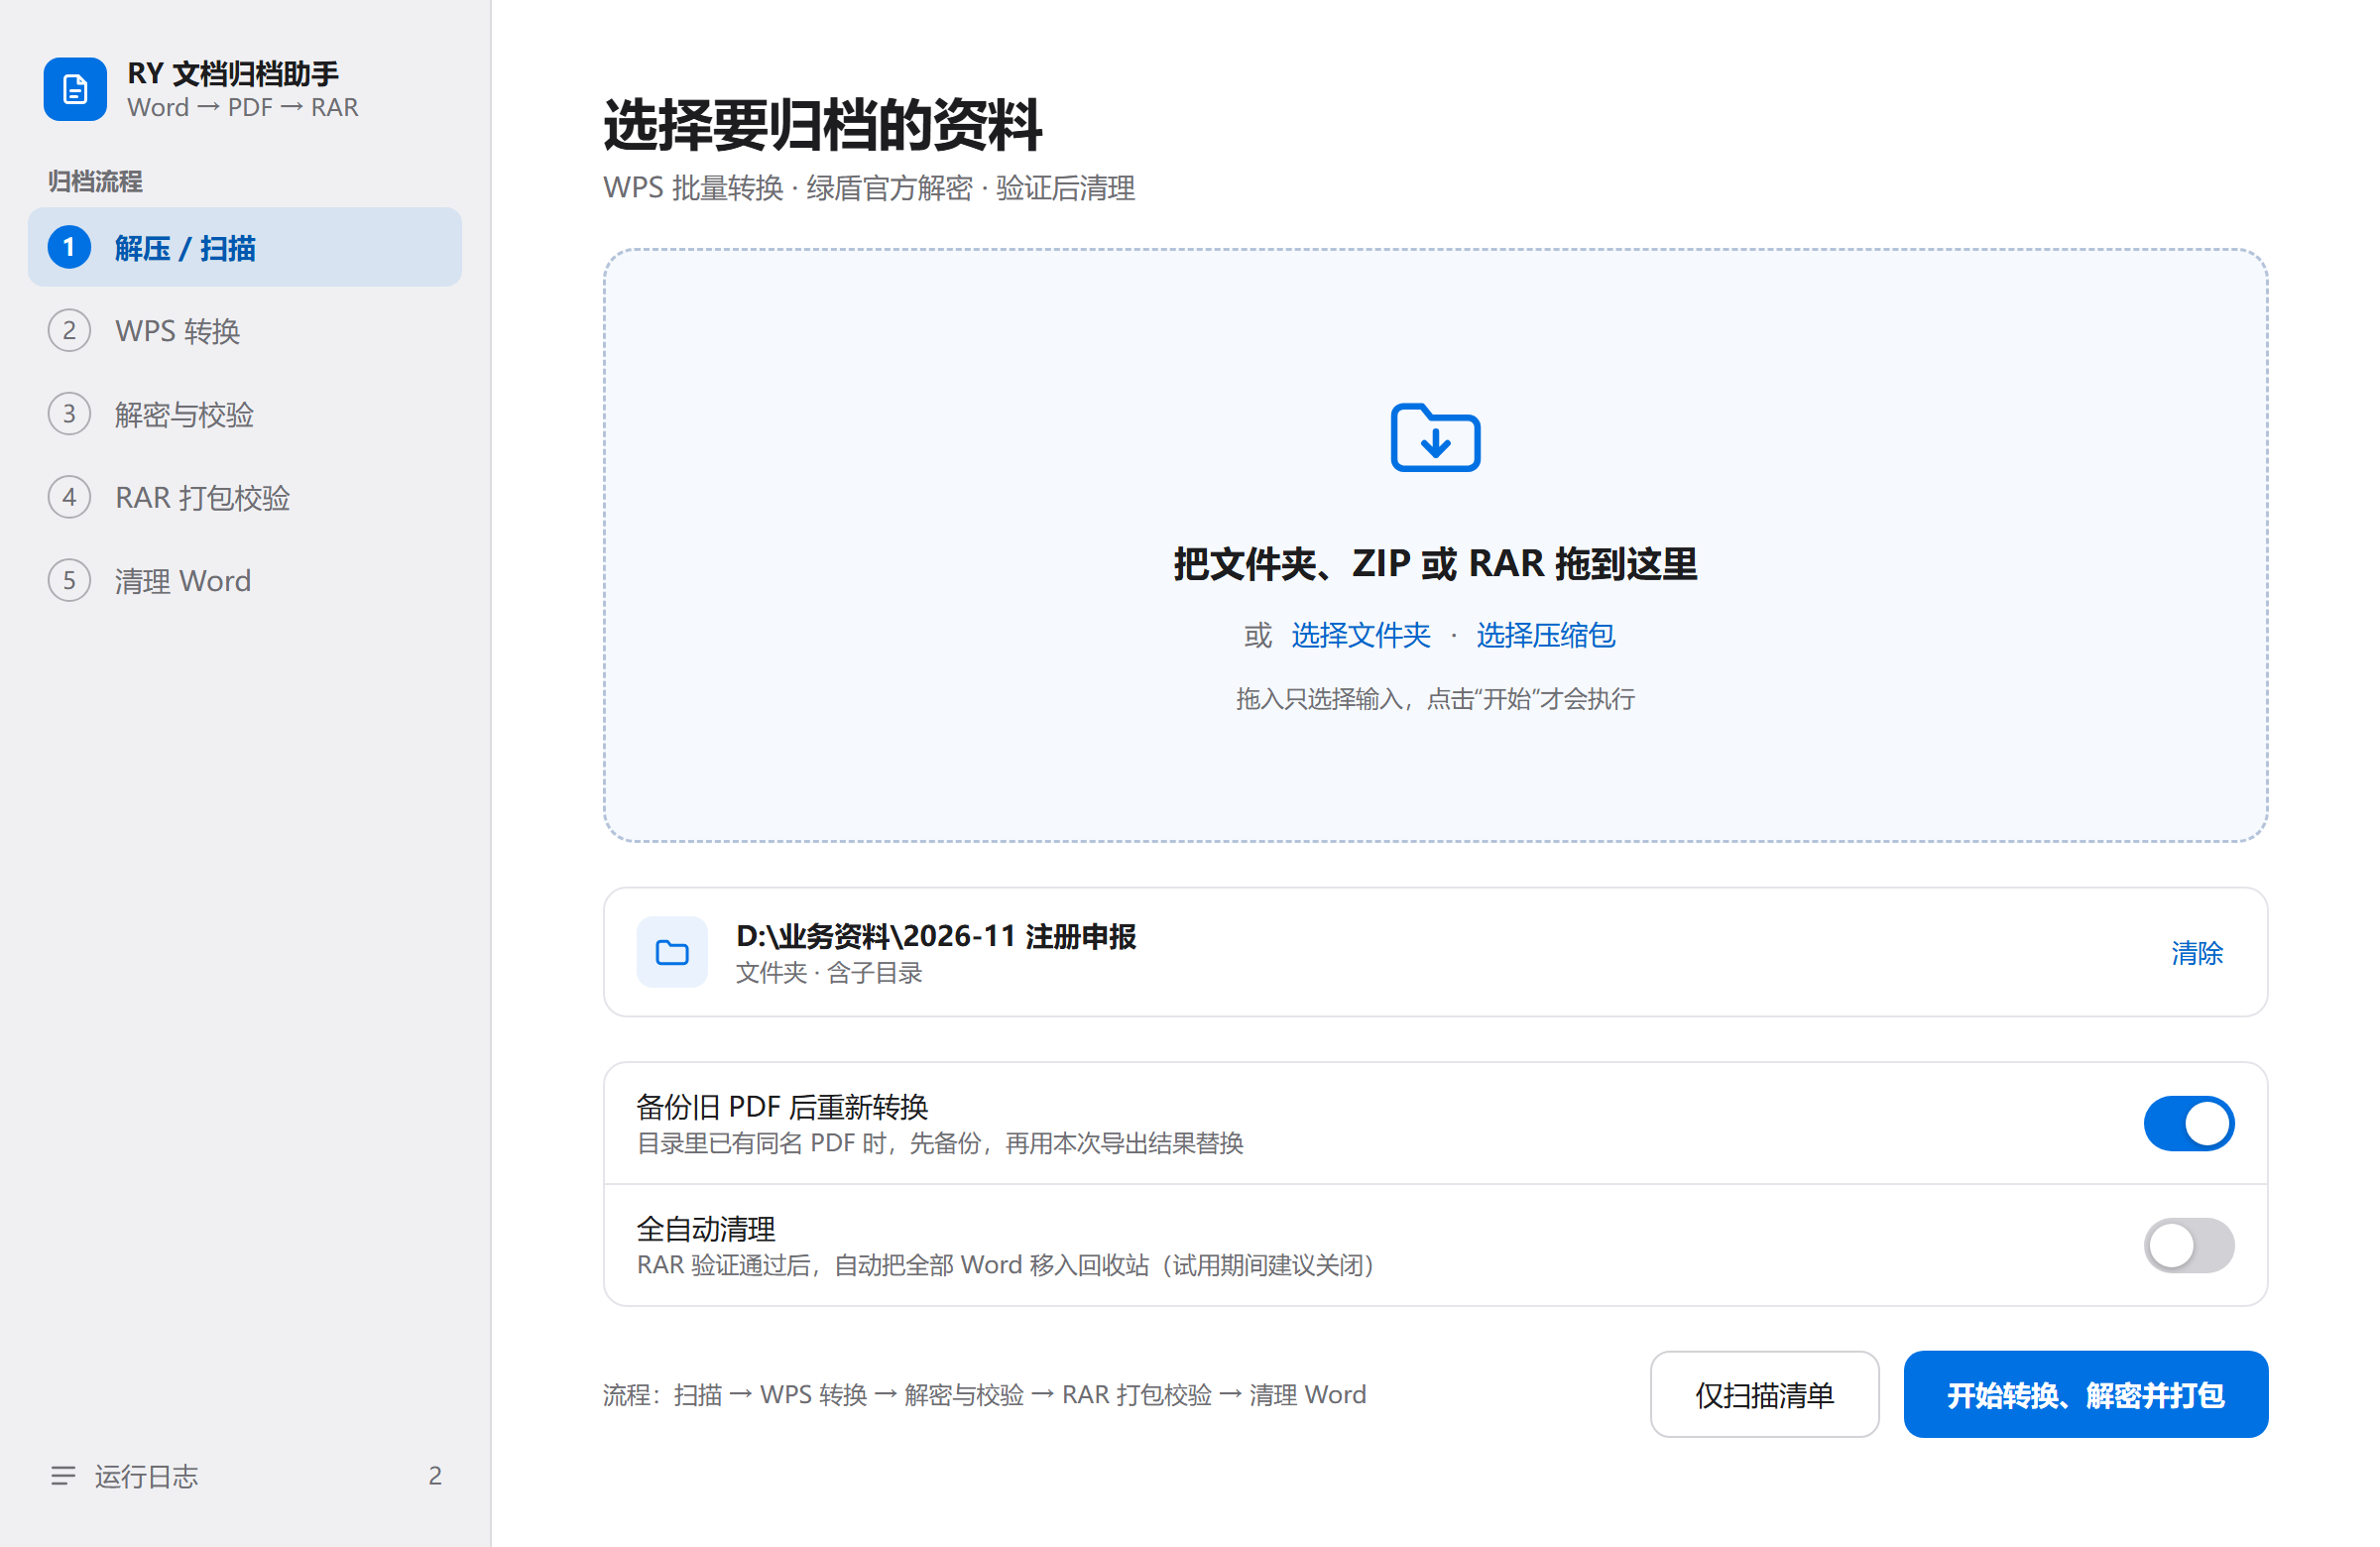 RY 文档归档助手
Word → PDF → RAR
归档流程
1 解压 / 扫描
2 WPS 转换
3 解密与校验
4 RAR 打包校验
5 清理 Word
运行日志 2
选择要归档的资料
WPS 批量转换 · 绿盾官方解密 · 验证后清理
把文件夹、ZIP 或 RAR 拖到这里
或 选择文件夹 · 选择压缩包
拖入只选择输入，点击“开始”才会执行
D:\业务资料\2026-11 注册申报
文件夹 · 含子目录
清除
备份旧 PDF 后重新转换
目录里已有同名 PDF 时，先备份，再用本次导出结果替换
全自动清理
RAR 验证通过后，自动把全部 Word 移入回收站（试用期间建议关闭）
流程：扫描 → WPS 转换 → 解密与校验 → RAR 打包校验 → 清理 Word
仅扫描清单
开始转换、解密并打包